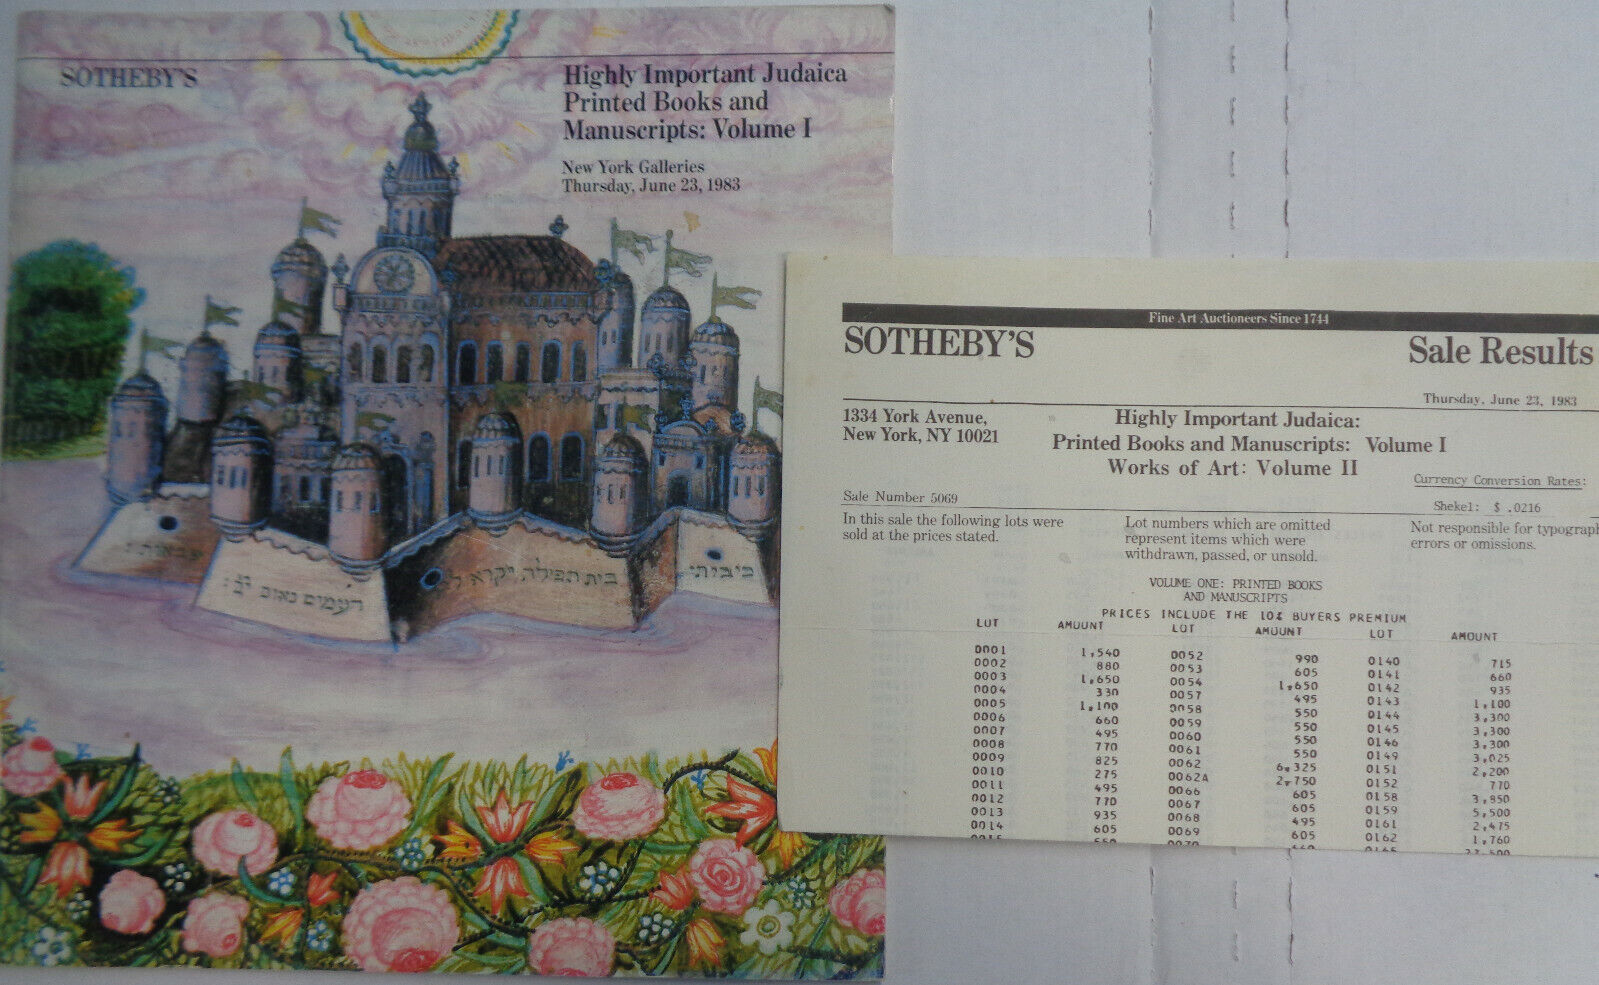 SOTHEBY'S
Highly Important Judaica
Printed Books and
Manuscripts: Volume I
New York Galleries
Thursday, June 23, 1983
צבאות:
רעמים נאום יי:
בית תפילה יקרא ל
ביביתי
Fine Art Auctioneers Since 1744
SOTHEBY'S
Sale Results
Thursday, June 23, 1983
1334 York Avenue,
New York, NY 10021
Highly Important Judaica:
Printed Books and Manuscripts: Volume I
Works of Art: Volume II
Currency Conversion Rates:
Shekel: $ .0216
Sale Number 5069
In this sale the following lots were
sold at the prices stated.
Lot numbers which are omitted
represent items which were
withdrawn, passed, or unsold.
Not responsible for typograph
errors or omissions.
VOLUME ONE: PRINTED BOOKS
AND MANUSCRIPTS
PRICES INCLUDE THE 10% BUYERS PREMIUM
LOT AMOUNT LOT AMOUNT LOT AMOUNT
0001 1,540 0052 990 0140 715
0002 880 0053 605 0141 660
0003 1,650 0054 1,650 0142 935
0004 330 0057 495 0143 1,100
0005 1,100 0058 550 0144 3,300
0006 660 0059 550 0145 3,300
0007 495 0060 550 0146 3,300
0008 770 0061 550 0149 3,025
0009 825 0062 6,325 0151 2,200
0010 275 0062A 2,750 0152 770
0011 495 0066 605 0158 3,850
0012 770 0067 605 0159 5,500
0013 935 0068 495 0161 2,475
0014 605 0069 605 0162 1,760